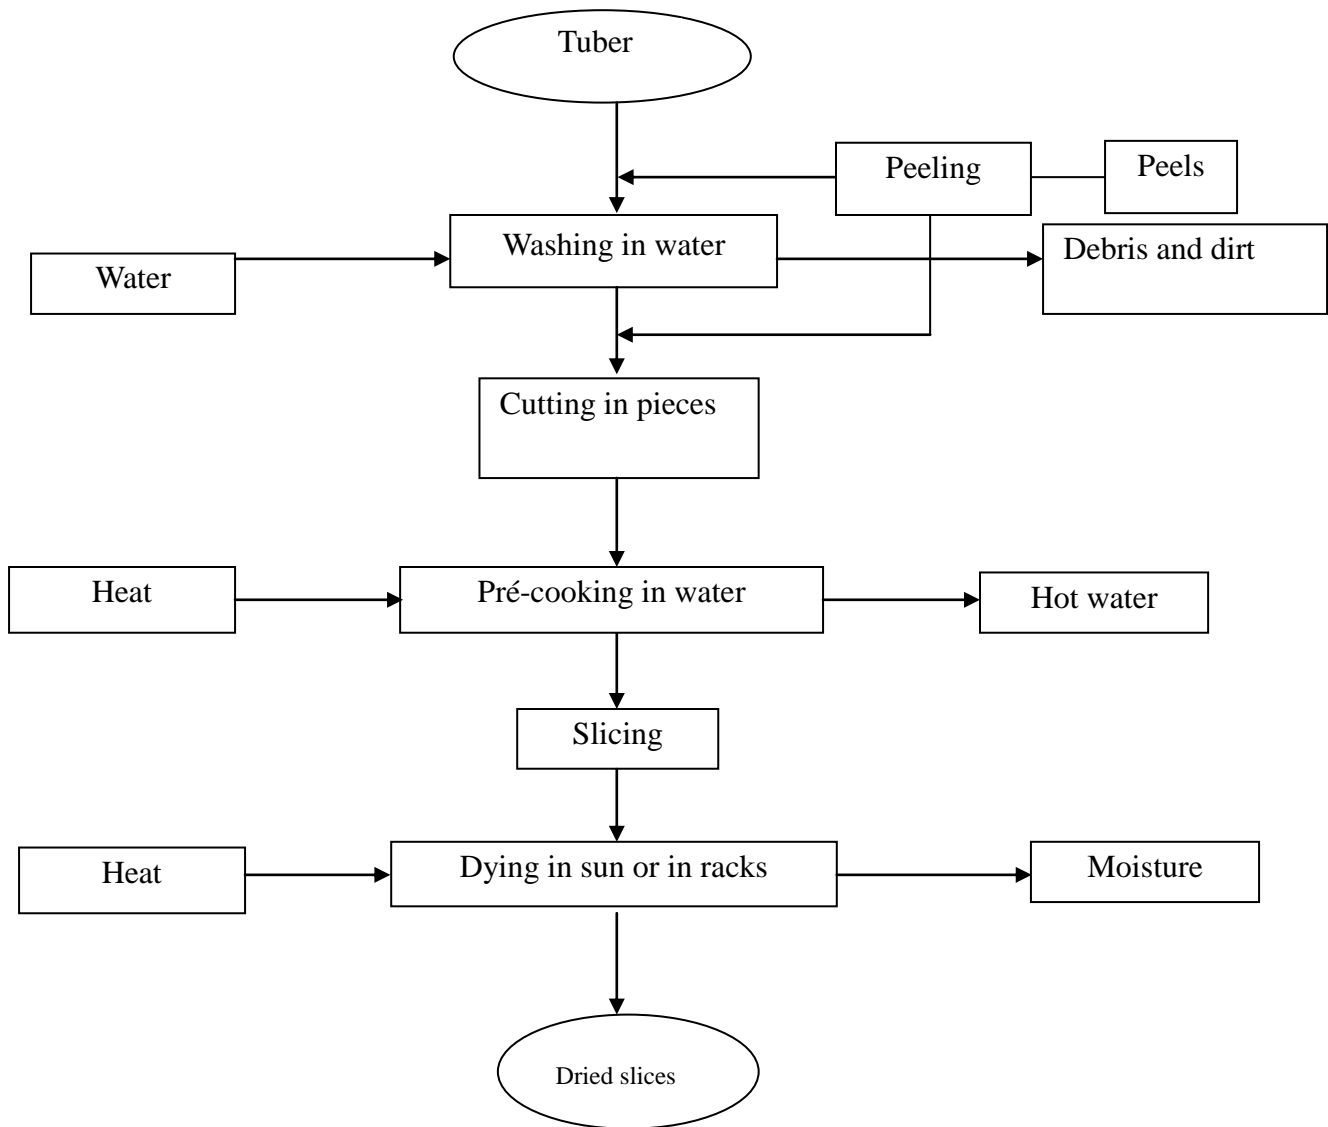 Tuber
Peeling
Peels
Washing in water
Debris and dirt
Water
Cutting in pieces
Heat
Pré-cooking in water
Hot water
Slicing
Heat
Dying in sun or in racks
Moisture
Dried slices